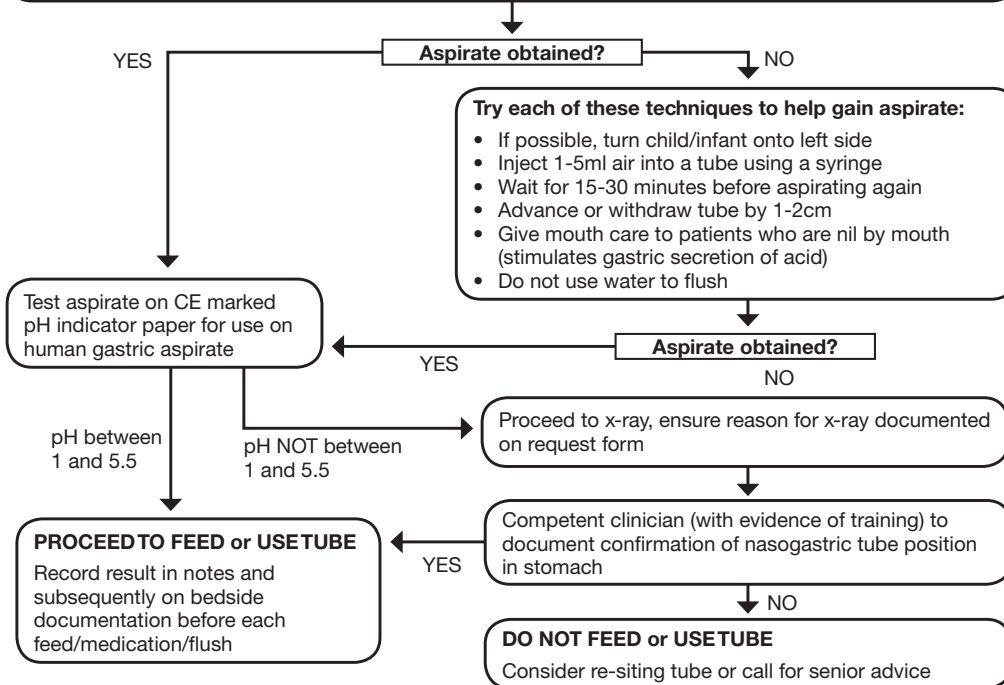 Aspirate obtained?
YES
NO
Try each of these techniques to help gain aspirate:
• If possible, turn child/infant onto left side
• Inject 1-5ml air into a tube using a syringe
• Wait for 15-30 minutes before aspirating again
• Advance or withdraw tube by 1-2cm
• Give mouth care to patients who are nil by mouth
(stimulates gastric secretion of acid)
• Do not use water to flush
Test aspirate on CE marked
pH indicator paper for use on
human gastric aspirate
Aspirate obtained?
YES
NO
pH between
1 and 5.5
pH NOT between
1 and 5.5
Proceed to x-ray, ensure reason for x-ray documented
on request form
Competent clinician (with evidence of training) to
document confirmation of nasogastric tube position
in stomach
YES
NO
PROCEED TO FEED or USE TUBE
Record result in notes and
subsequently on bedside
documentation before each
feed/medication/flush
DO NOT FEED or USE TUBE
Consider re-siting tube or call for senior advice